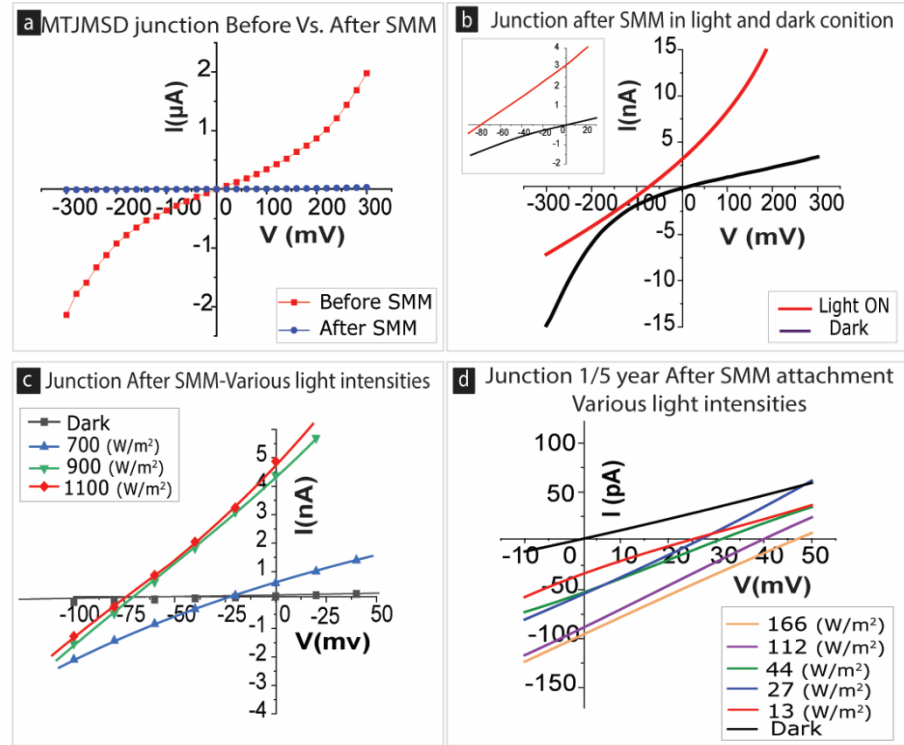 a MTJMSD junction Before Vs. After SMM
I(µA)
2
1
-1
-2
-300 -200 -100 0 100 200 300
V (mV)
Before SMM
After SMM
b Junction after SMM in light and dark conition
I(nA)
15
10
5
5
-10
-15
-300 -200 -100 0 100 200 300
V (mV)
4
3
2
1
-1
-2
-80 -60 -40 -20 0 20
Light ON
Dark
c Junction After SMM-Various light intensities
Dark
700 (W/m²)
900 (W/m²)
1100 (W/m²)
I(nA)
5
4
3
2
1
-1
-2
-3
-4
-100 -75 -50 -40 -25 0 -25 50
V(mv)
d Junction 1/5 year After SMM attachment
Various light intensities
I (pA)
100
50
-50
-100
-150
-10 0 10 20 30 40 50
V(mV)
166 (W/m²)
112 (W/m²)
44 (W/m²)
27 (W/m²)
13 (W/m²)
Dark